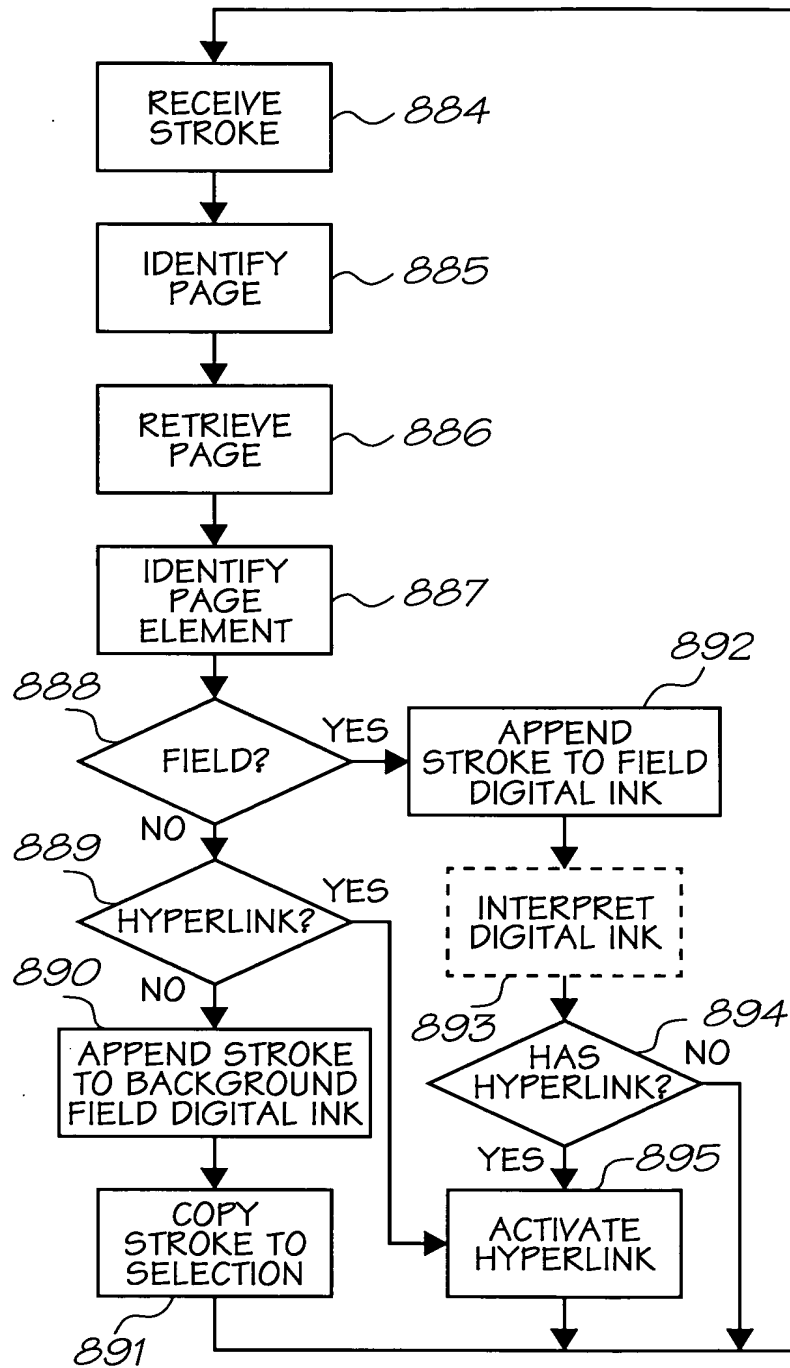 RECEIVE
STROKE
884
IDENTIFY
PAGE
885
RETRIEVE
PAGE
886
IDENTIFY
PAGE
ELEMENT
887
888
FIELD?
YES
NO
892
APPEND
STROKE TO FIELD
DIGITAL INK
889
HYPERLINK?
YES
NO
INTERPRET
DIGITAL INK
893
890
APPEND STROKE
TO BACKGROUND
FIELD DIGITAL INK
894
HAS
HYPERLINK?
NO
YES
895
COPY
STROKE TO
SELECTION
891
ACTIVATE
HYPERLINK